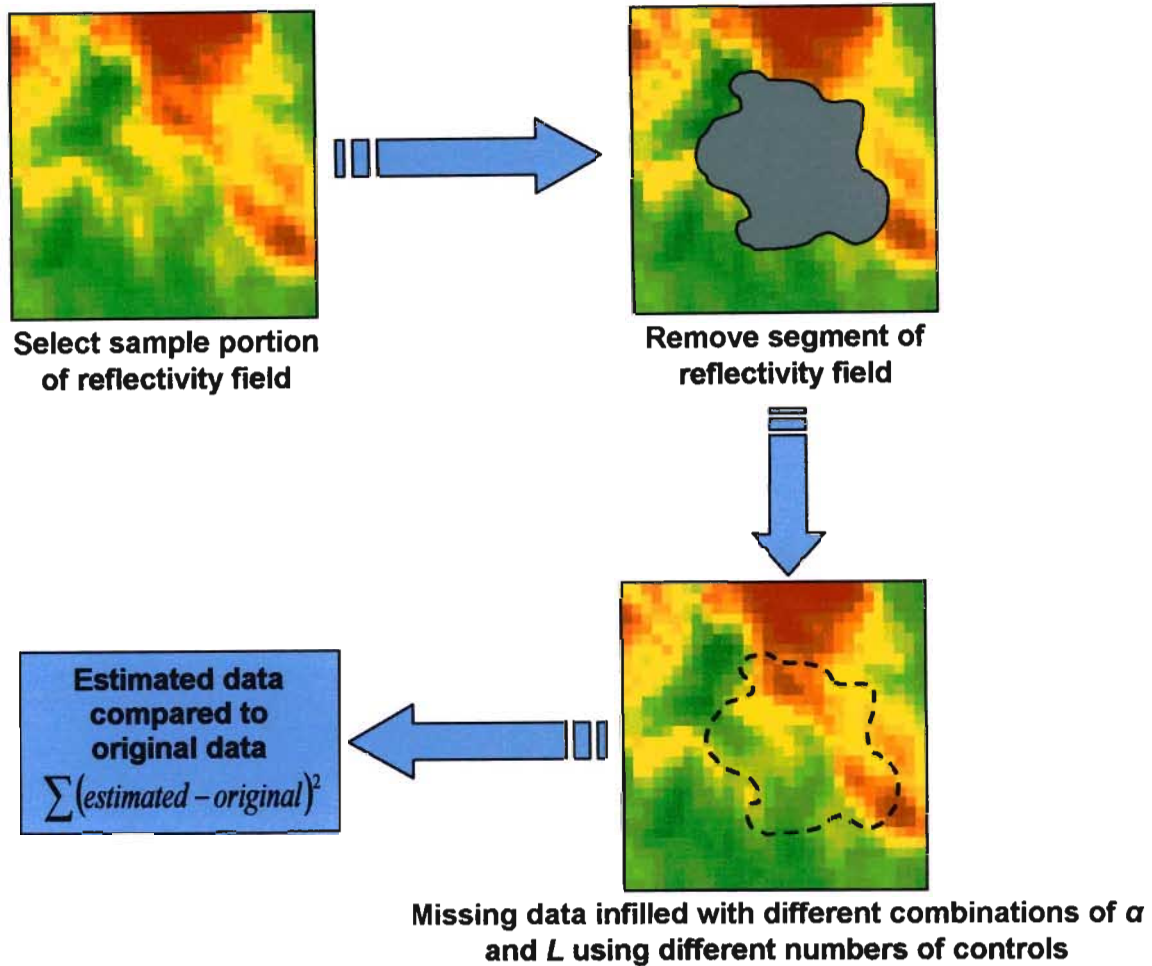 Select sample portion
of reflectivity field
Remove segment of
reflectivity field
Missing data infilled with different combinations of α
and L using different numbers of controls
Estimated data
compared to
original data
∑(estimated − original)²